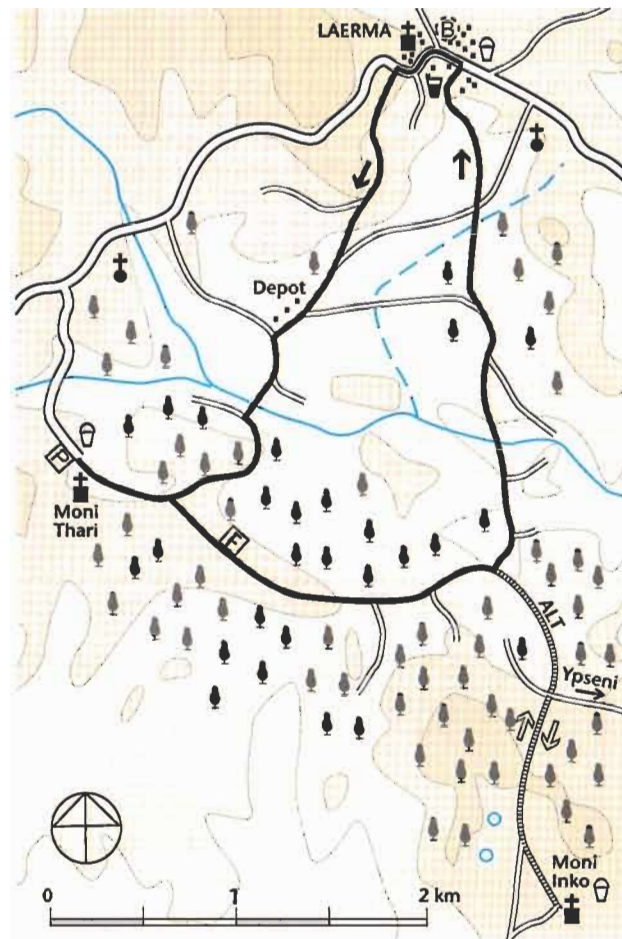 LAERMA
B
Depot
P
Moni
Thari
F
ALT
Ypseni
Moni
Inko
0 1 2 km